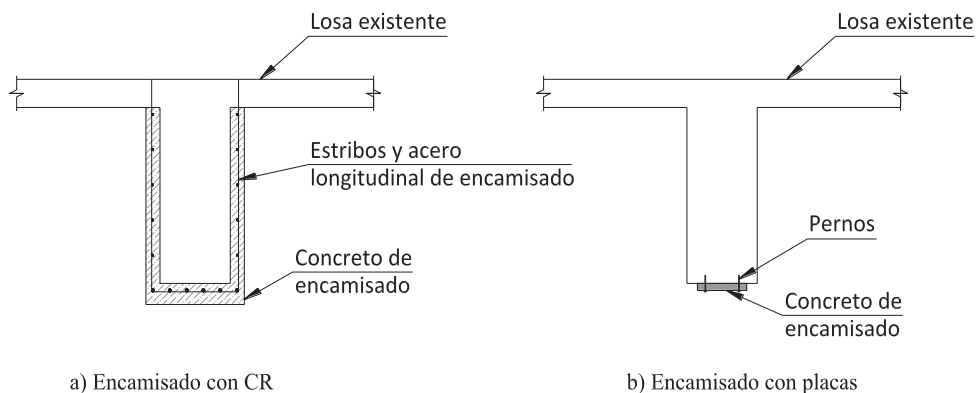 Losa existente
Estribos y acero
longitudinal de encamisado
Concreto de
encamisado
a) Encamisado con CR
Losa existente
Pernos
Concreto de
encamisado
b) Encamisado con placas